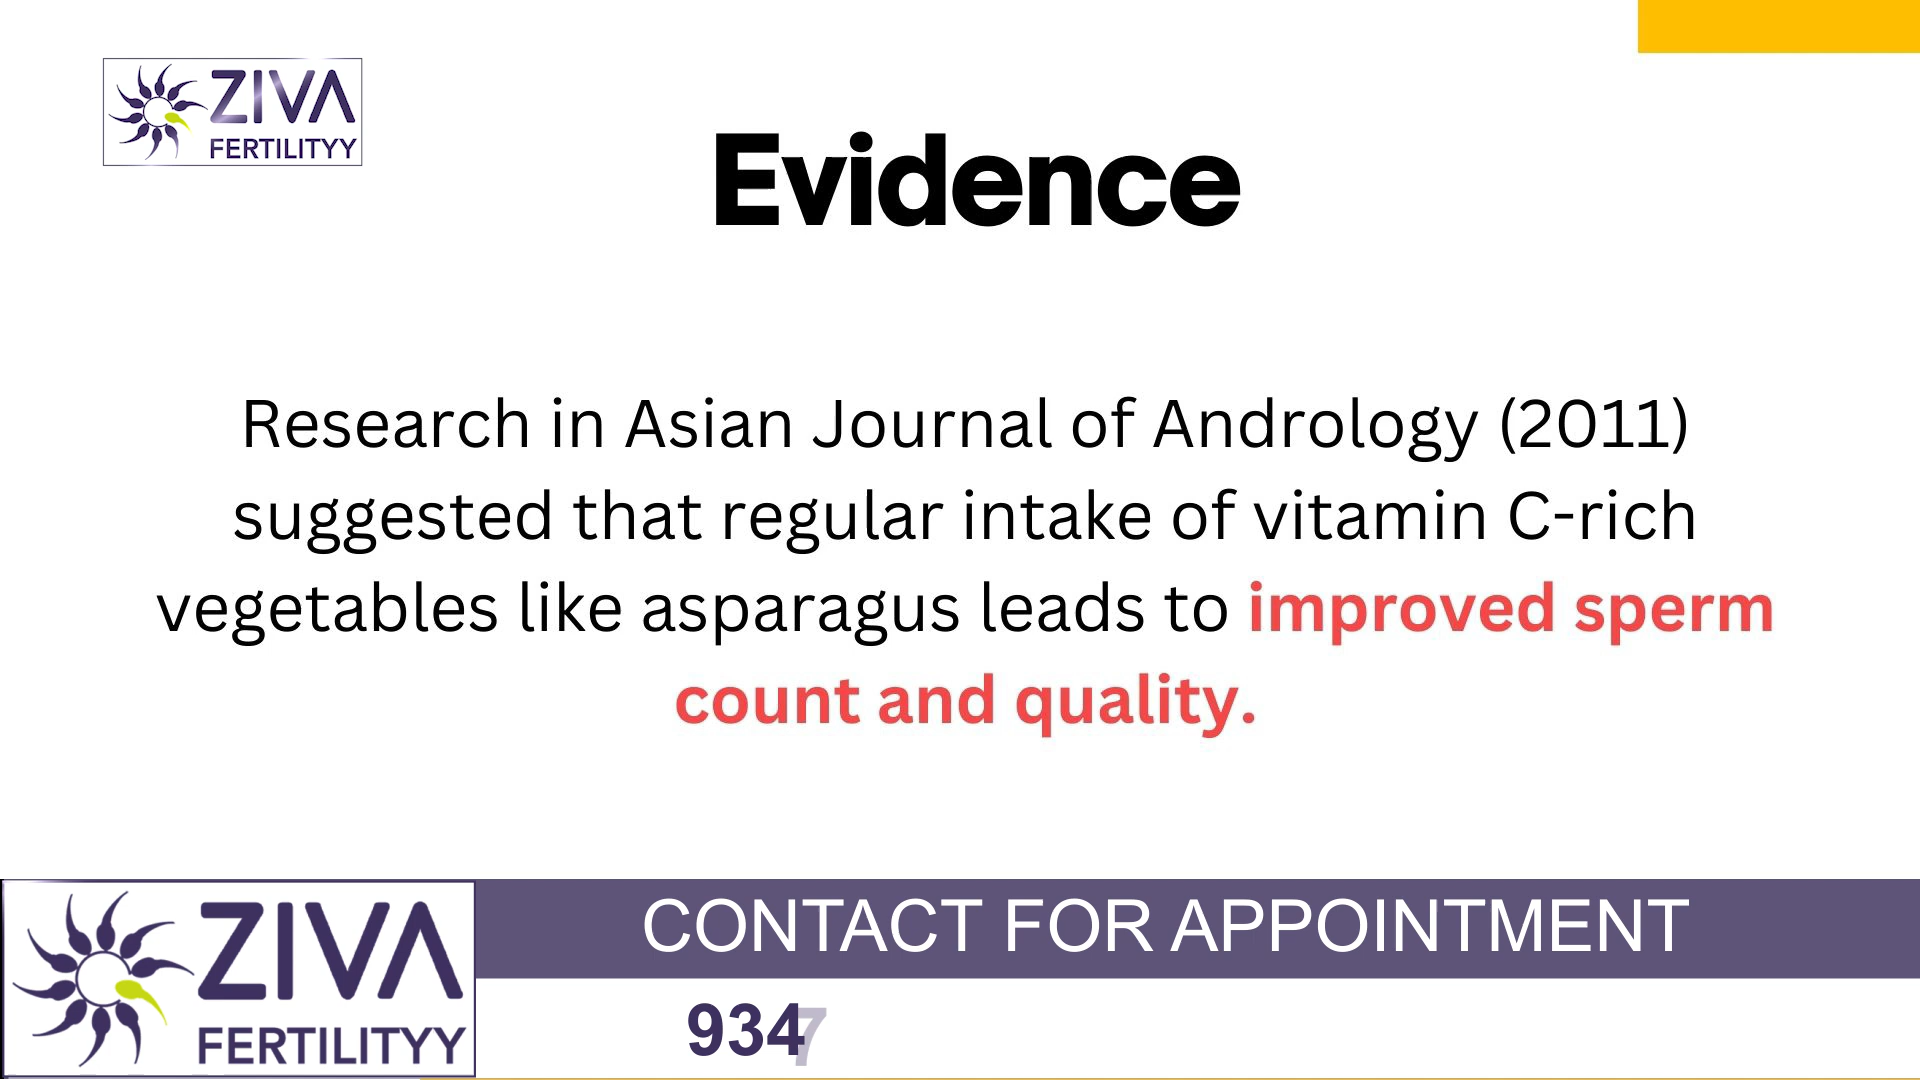 ZIVA
FERTILITYY
Evidence
Research in Asian Journal of Andrology (2011)
suggested that regular intake of vitamin C-rich
vegetables like asparagus leads to improved sperm
count and quality.
ZIVA
FERTILITYY
CONTACT FOR APPOINTMENT
9347